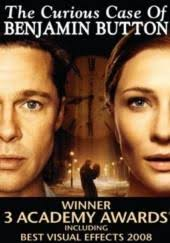 The Curious Case Of
BENJAMIN BUTTON
WINNER
3 ACADEMY AWARDS
INCLUDING
BEST VISUAL EFFECTS 2008